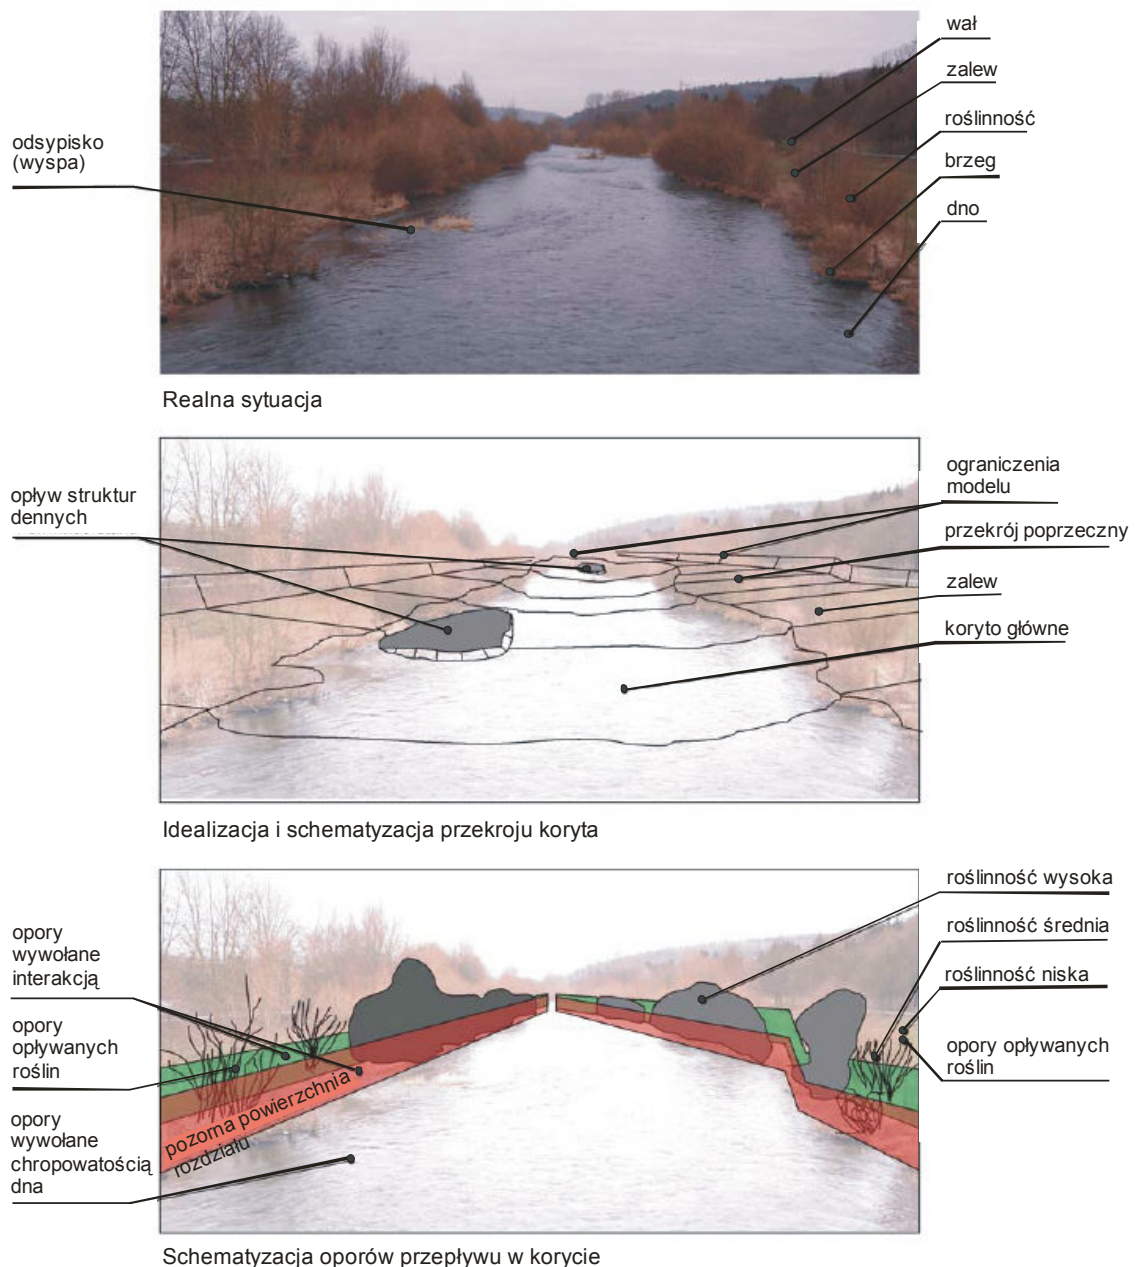 wał
zalew
roślinność
brzeg
dno
odsypisko
(wyspa)
Realna sytuacja
opływ struktur
dennych
ograniczenia
modelu
przekrój poprzeczny
zalew
koryto główne
Idealizacja i schematyzacja przekroju koryta
roślinność wysoka
roślinność średnia
roślinność niska
opory opływanych
roślin
opory
wywołane
interakcją
opory
opływanych
roślin
opory
wywołane
chropowatością
dna
pozorna powierzchnia
rozdziału
Schematyzacja oporów przepływu w korycie